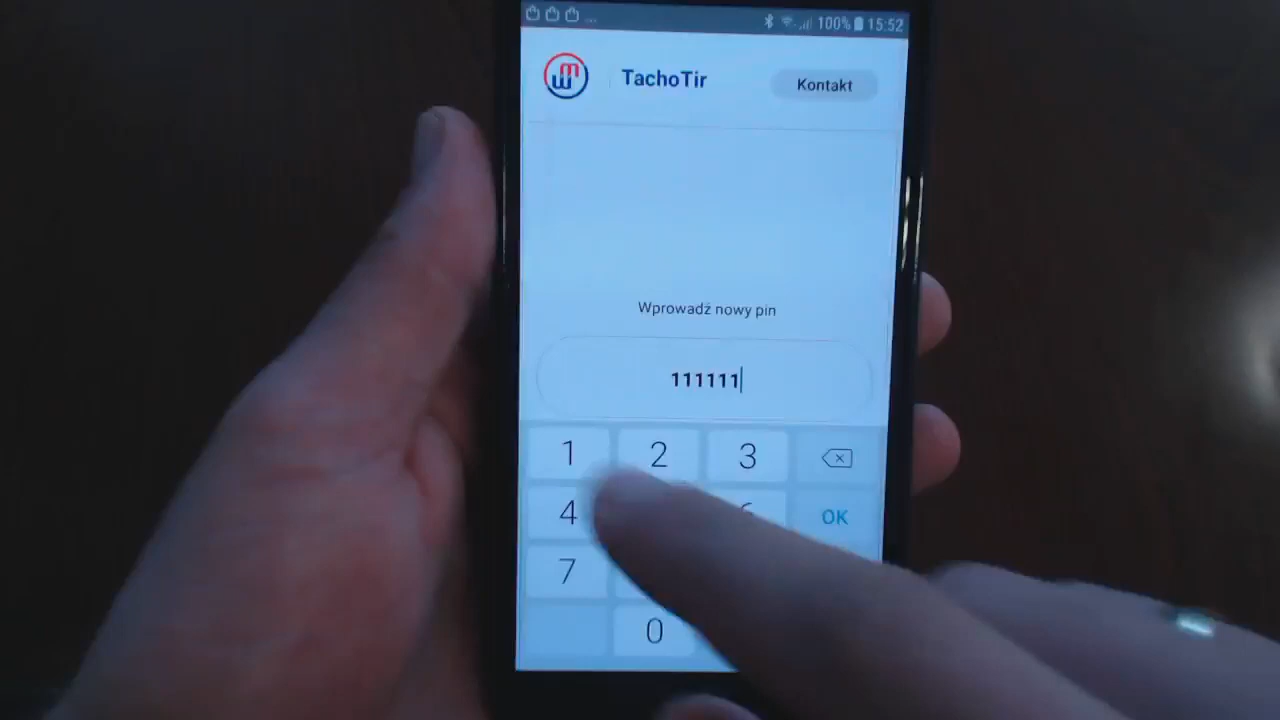 ... 100% 15:52
TachoTir Kontakt
Wprowadź nowy pin
111111
1 2 3
4 6 OK
7
0